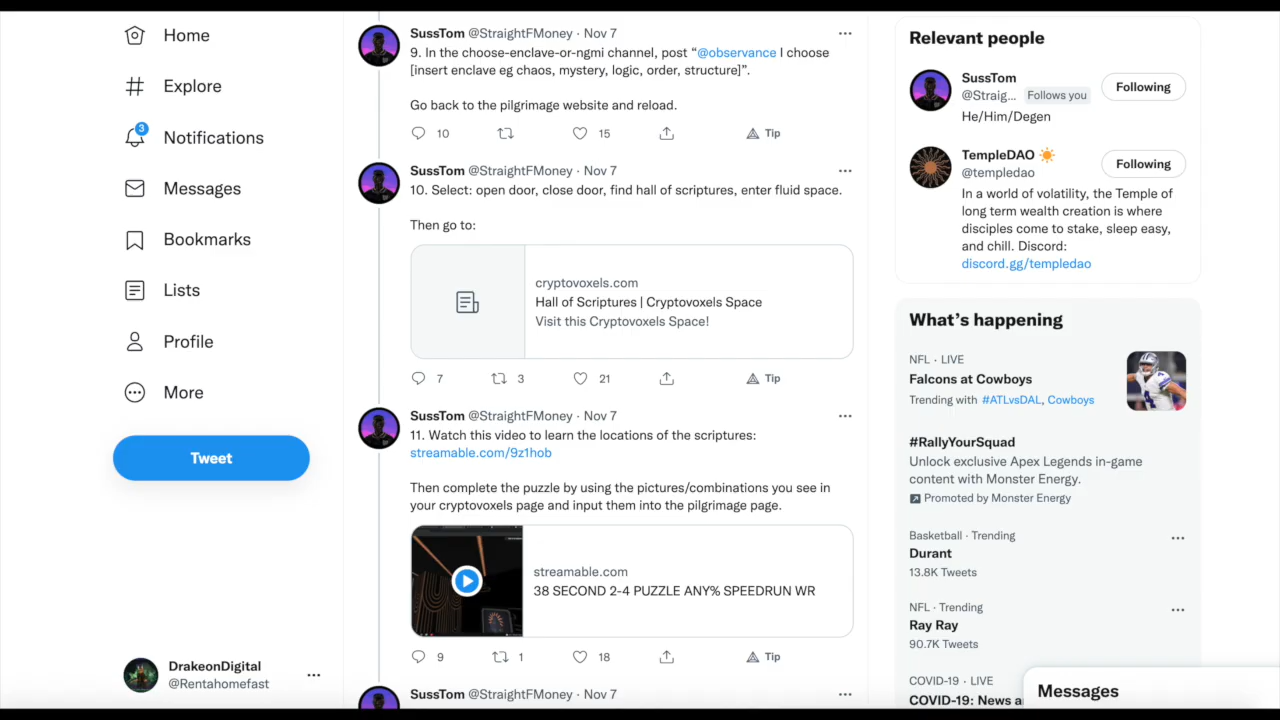 Home
Explore
3
Notifications
Messages
Bookmarks
Lists
Profile
More
Tweet
DrakeonDigital
@Rentahomefast
SussTom @StraightFMoney · Nov 7
9. In the choose-enclave-or-ngmi channel, post “@observance I choose
[insert enclave eg chaos, mystery, logic, order, structure]”.
Go back to the pilgrimage website and reload.
10
15
Tip
SussTom @StraightFMoney · Nov 7
10. Select: open door, close door, find hall of scriptures, enter fluid space.
Then go to:
cryptovoxels.com
Hall of Scriptures | Cryptovoxels Space
Visit this Cryptovoxels Space!
7
3
21
Tip
SussTom @StraightFMoney · Nov 7
11. Watch this video to learn the locations of the scriptures:
streamable.com/9z1hob
Then complete the puzzle by using the pictures/combinations you see in
your cryptovoxels page and input them into the pilgrimage page.
streamable.com
38 SECOND 2-4 PUZZLE ANY% SPEEDRUN WR
9
1
18
Tip
SussTom @StraightFMoney · Nov 7
Relevant people
SussTom
@Straig... Follows you
Following
He/Him/Degen
TempleDAO
@templedao
Following
In a world of volatility, the Temple of
long term wealth creation is where
disciples come to stake, sleep easy,
and chill. Discord:
discord.gg/templedao
What’s happening
NFL · LIVE
Falcons at Cowboys
Trending with #ATLvsDAL, Cowboys
#RallyYourSquad
Unlock exclusive Apex Legends in-game
content with Monster Energy.
Promoted by Monster Energy
Basketball · Trending
Durant
13.8K Tweets
NFL · Trending
Ray Ray
90.7K Tweets
COVID-19 · LIVE
COVID-19: News a
Messages